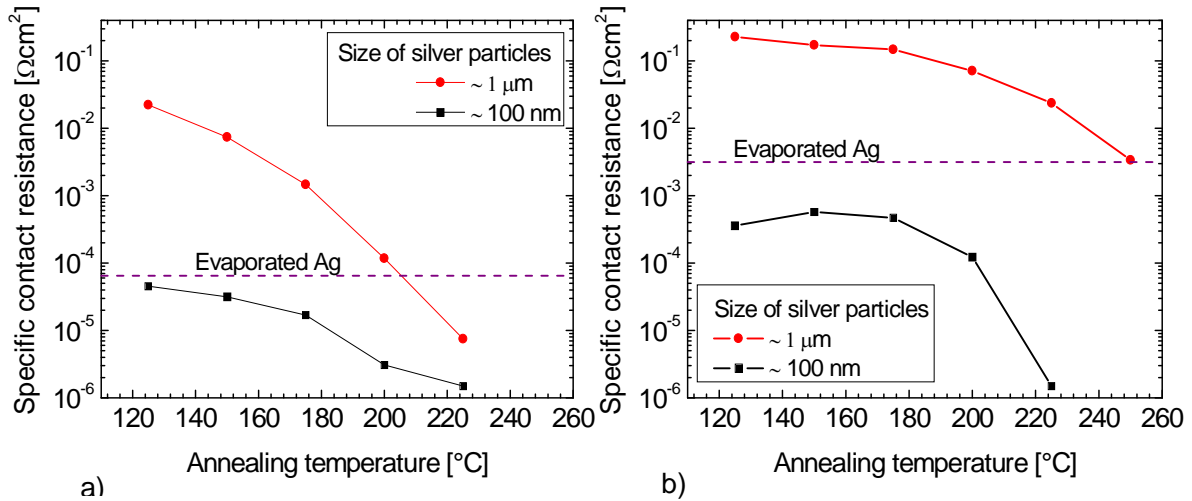 Specific contact resistance [Ωcm²]
10⁻¹
10⁻²
10⁻³
10⁻⁴
10⁻⁵
10⁻⁶
Size of silver particles
~ 1 μm
~ 100 nm
Evaporated Ag
120 140 160 180 200 220 240 260
Annealing temperature [°C]
a)
Specific contact resistance [Ωcm²]
10⁻¹
10⁻²
10⁻³
10⁻⁴
10⁻⁵
10⁻⁶
Evaporated Ag
Size of silver particles
~ 1 μm
~ 100 nm
120 140 160 180 200 220 240 260
Annealing temperature [°C]
b)